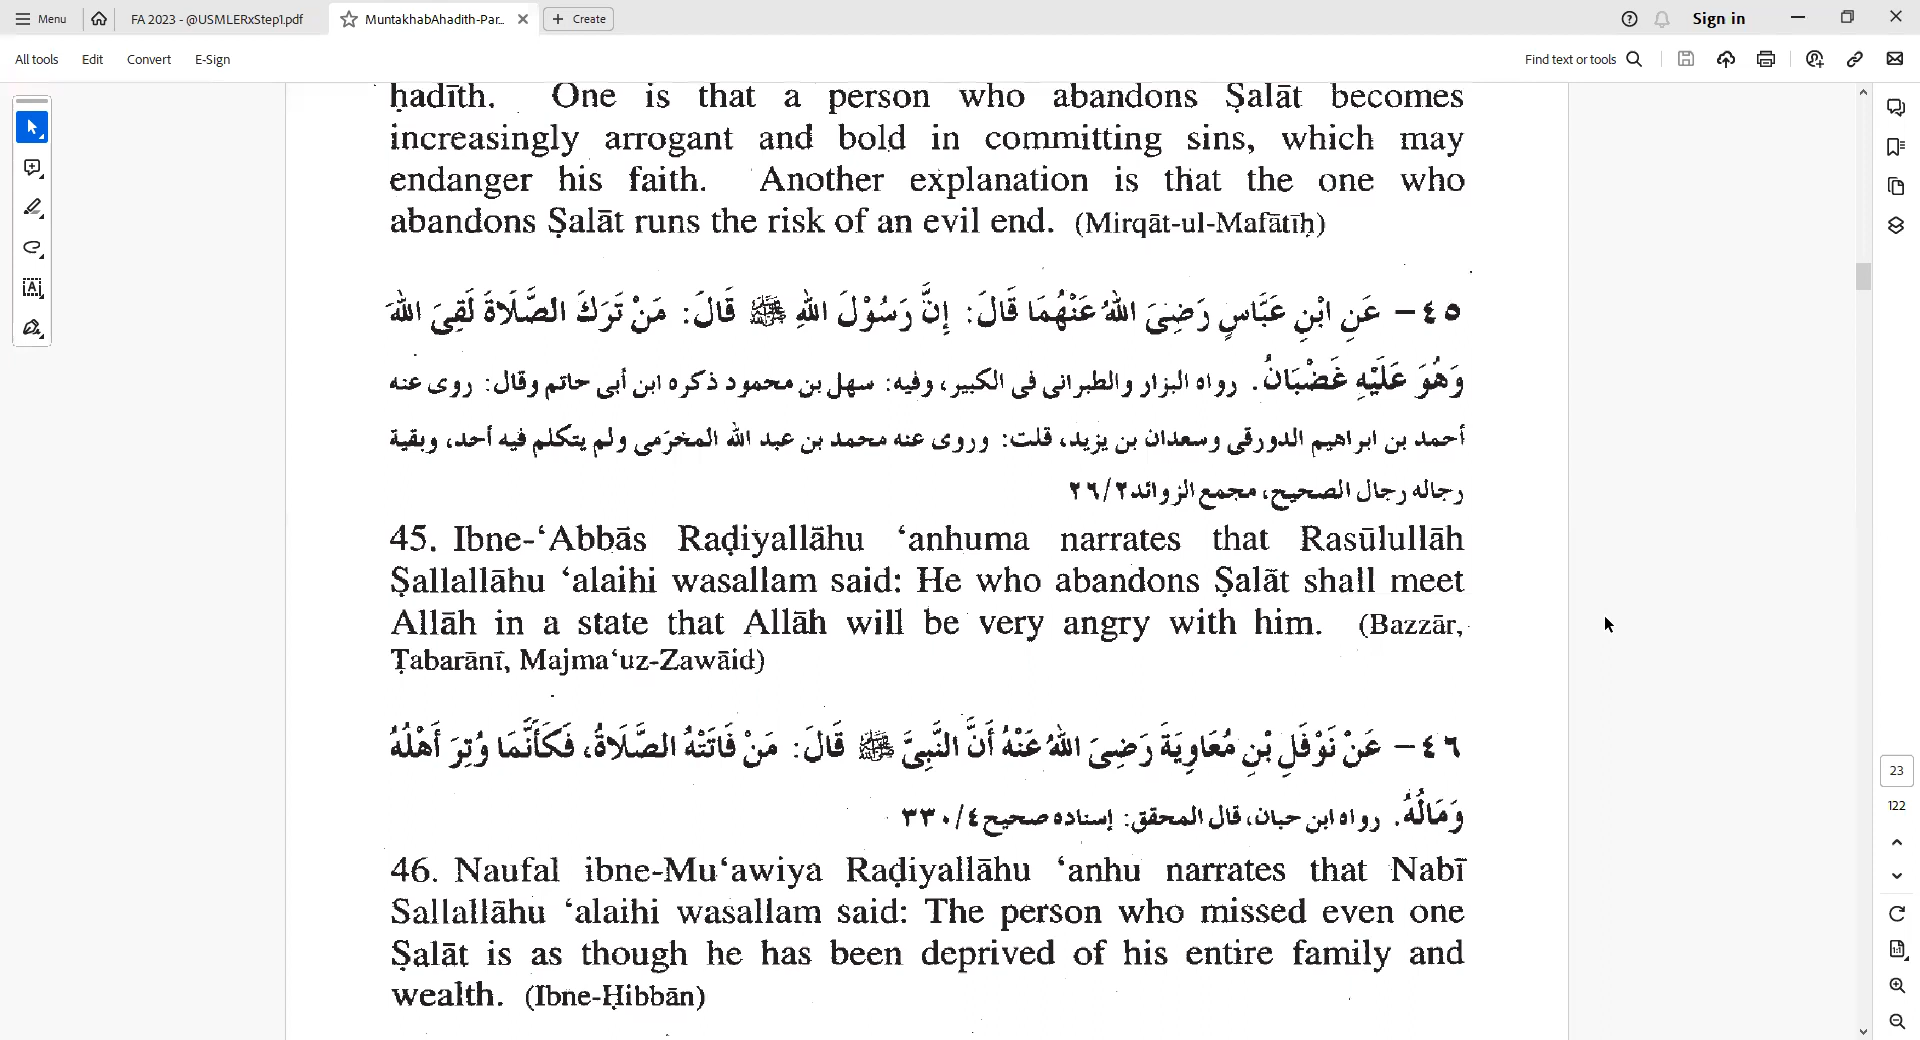 Menu
FA 2023 - @USMLERxStep1.pdf
MuntakhabAhadith-Par...
Create
Sign in
All tools
Edit
Convert
E-Sign
Find text or tools
ḥadīth. One is that a person who abandons Ṣalāt becomes
increasingly arrogant and bold in committing sins, which may
endanger his faith. Another explanation is that the one who
abandons Ṣalāt runs the risk of an evil end. (Mirqāt-ul-Mafātīḥ)
٤٥ – عَنِ ابْنِ عَبَّاسٍ رَضِىَ اللهُ عَنْهُمَا قَالَ: إِنَّ رَسُوْلَ اللهِ ﷺ قَالَ: مَنْ تَرَكَ الصَّلَاةَ لَقِىَ اللهَ
وَهُوَ عَلَيْهِ غَضْبَانُ. رواه البزار والطبرانى فى الكبير، وفيه: سهل بن محمود ذكره ابن أبى حاتم وقال: روى عنه
أحمد بن ابراهيم الدورقى وسعدان بن يزيد، قلت: وروى عنه محمد بن عبد الله المخرَمى ولم يتكلم فيه أحد، وبقية
رجاله رجال الصحيح، مجمع الزوائد ٢٦/٢
45. Ibne-‘Abbās Raḍiyallāhu ‘anhuma narrates that Rasūlullāh
Ṣallallāhu ‘alaihi wasallam said: He who abandons Ṣalāt shall meet
Allāh in a state that Allāh will be very angry with him. (Bazzār,
Ṭabarānī, Majma‘uz-Zawāid)
٤٦ – عَنْ نَوْفَلِ بْنِ مُعَاوِيَةَ رَضِىَ اللهُ عَنْهُ أَنَّ النَّبِىَّ ﷺ قَالَ: مَنْ فَاتَتْهُ الصَّلَاةُ، فَكَأَنَّمَا وُتِرَ أَهْلُهُ
وَمَالُهُ. رواه ابن حبان، قال المحقق: إسناده صحيح ٣٣٠/٤
46. Naufal ibne-Mu‘awiya Raḍiyallāhu ‘anhu narrates that Nabī
Sallallāhu ‘alaihi wasallam said: The person who missed even one
Ṣalāt is as though he has been deprived of his entire family and
wealth. (Ibne-Ḥibbān)
23
122